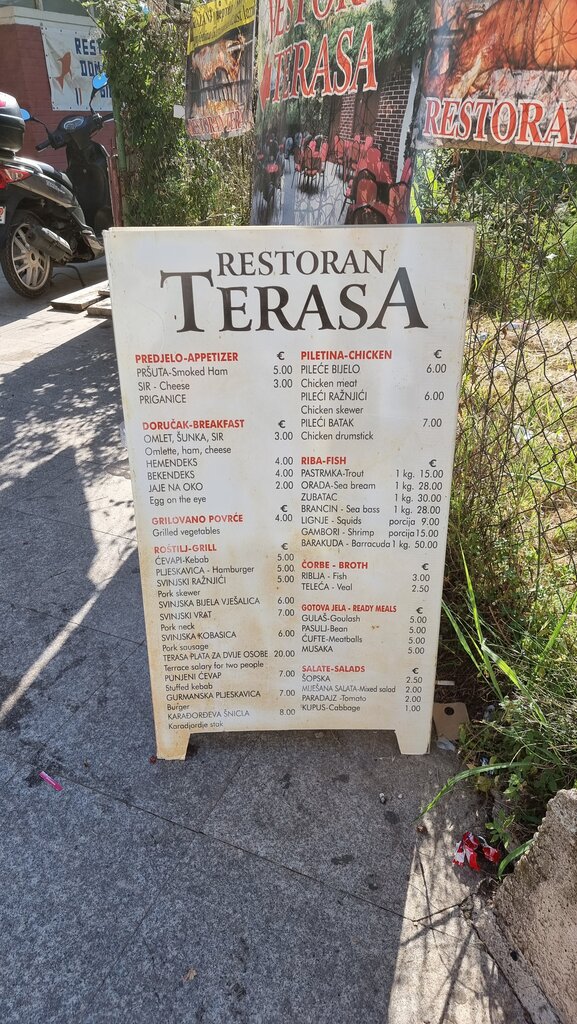 REST
DOM
RESTORAN
TERASA
RESTORA
RESTORAN
TERASA
PREDJELO-APPETIZER €
PRŠUTA-Smoked Ham 5.00
SIR - Cheese 3.00
PRIGANICE
DORUČAK-BREAKFAST €
OMLET, ŠUNKA, SIR 3.00
Omlette, ham, cheese
HEMENDEKS 4.00
BEKENDEKS 4.00
JAJE NA OKO 2.00
Egg on the eye
GRILOVANO POVRĆE €
Grilled vegetables 4.00
ROŠTILJ-GRILL €
ĆEVAPI-Kebab 5.00
PLJESKAVICA - Hamburger 5.00
SVINJSKI RAŽNJIĆI 5.00
Pork skewer
SVINJSKA BIJELA VJEŠALICA 6.00
SVINJSKI VRAT 7.00
Pork neck
SVINJSKA KOBASICA 6.00
Pork sausage
TERASA PLATA ZA DVIJE OSOBE 20.00
Terrace salary for two people
PUNJENI ĆEVAP 7.00
Stuffed kebab
GURMANSKA PLJESKAVICA 7.00
Burger
KARAĐORĐEVA ŠNICLA 8.00
Karadjordje stak
PILETINA-CHICKEN €
PILEĆE BIJELO 6.00
Chicken meat
PILEĆI RAŽNJIĆI 6.00
Chicken skewer
PILEĆI BATAK 7.00
Chicken drumstick
RIBA-FISH €
PASTRMKA-Trout 1 kg. 15.00
ORADA-Sea bream 1 kg. 28.00
ZUBATAC 1 kg. 30.00
BRANCIN - Sea bass 1 kg. 28.00
LIGNJE - Squids porcija 9.00
GAMBORI - Shrimp porcija 15.00
BARAKUDA - Barracuda 1 kg. 50.00
ČORBE - BROTH €
RIBLJA - Fish 3.00
TELEĆA - Veal 2.50
GOTOVA JELA - READY MEALS €
GULAŠ-Goulash 5.00
PASULJ-Bean 5.00
ĆUFTE-Meatballs 5.00
MUSAKA 5.00
SALATE-SALADS €
ŠOPSKA 2.50
MIJEŠANA SALATA-Mixed salad 2.00
PARADAJZ -Tomato 2.00
KUPUS-Cabbage 1.00